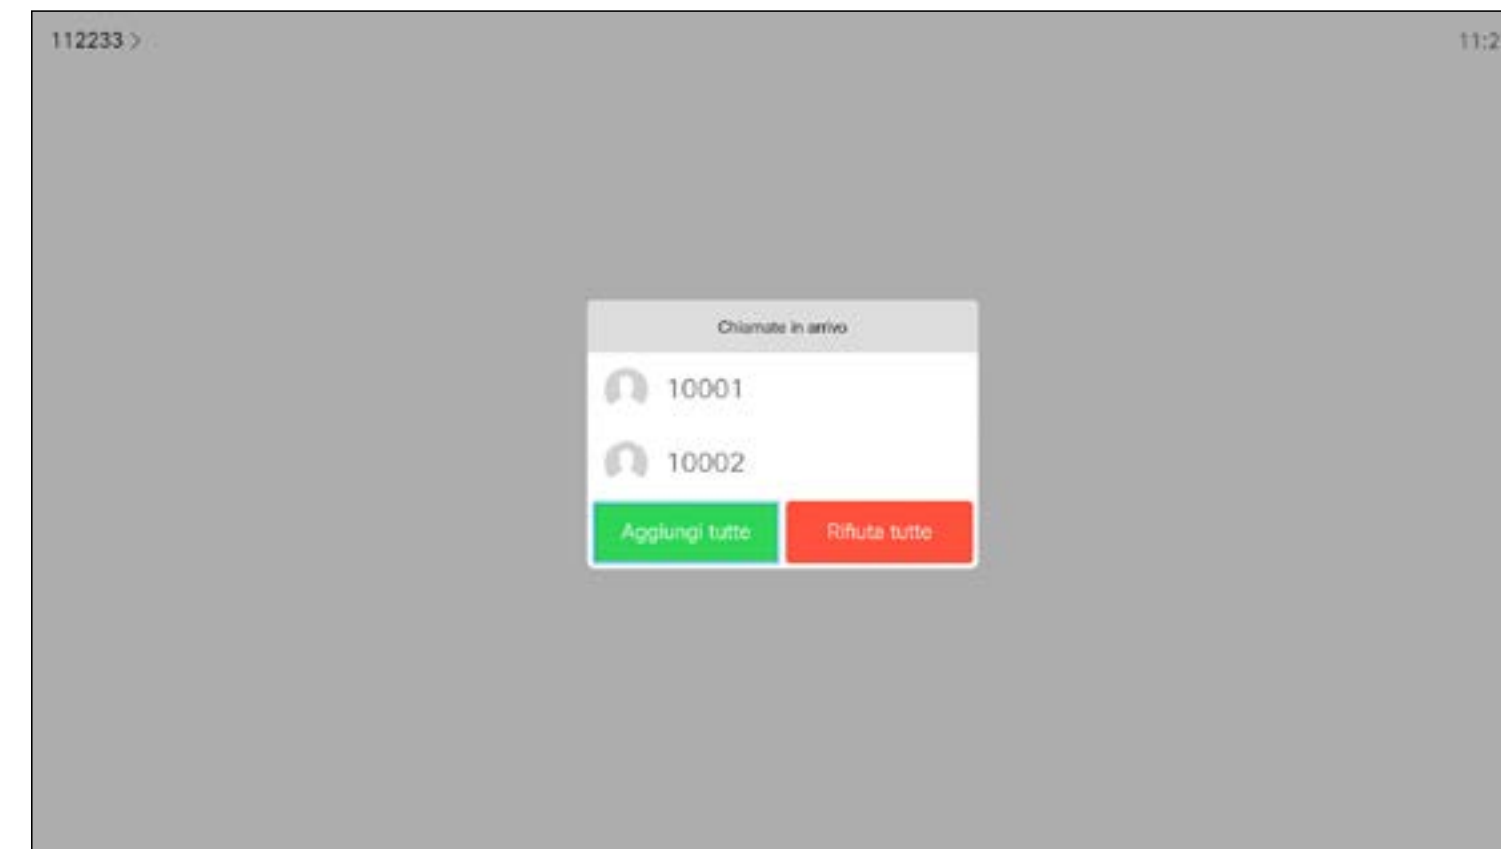 112233 >
11:2
Chiamate in arrivo
10001
10002
Aggiungi tutte Rifiuta tutte